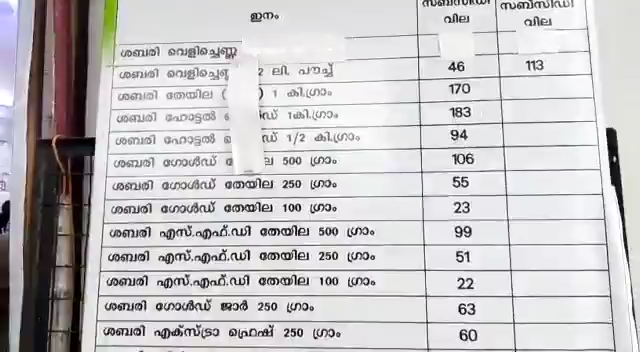 ഇനം സബ്സിഡി വില സബ്സിഡി വില
ശബരി വെളിച്ചെണ്ണ
ശബരി വെളിച്ചെണ്ണ 2 ലി. പൗച്ച് 46 113
ശബരി തേയില ( ) 1 കി.ഗ്രാം 170
ശബരി ഹോട്ടൽ 1കി.ഗ്രാം 183
ശബരി ഹോട്ടൽ 1/2 കി.ഗ്രാം 94
ശബരി ഗോൾഡ് 500 ഗ്രാം 106
ശബരി ഗോൾഡ് തേയില 250 ഗ്രാം 55
ശബരി ഗോൾഡ് തേയില 100 ഗ്രാം 23
ശബരി എസ്.എഫ്.ഡി തേയില 500 ഗ്രാം 99
ശബരി എസ്.എഫ്.ഡി തേയില 250 ഗ്രാം 51
ശബരി എസ്.എഫ്.ഡി തേയില 100 ഗ്രാം 22
ശബരി ഗോൾഡ് ജാർ 250 ഗ്രാം 63
ശബരി എക്സ്ട്രാ ഫ്രെഷ് 250 ഗ്രാം 60